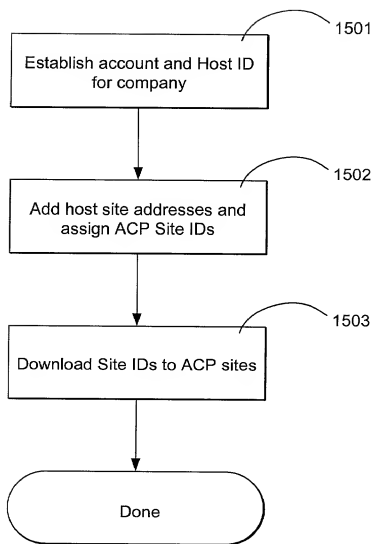 1501
Establish account and Host ID
for company
1502
Add host site addresses and
assign ACP Site IDs
1503
Download Site IDs to ACP sites
Done